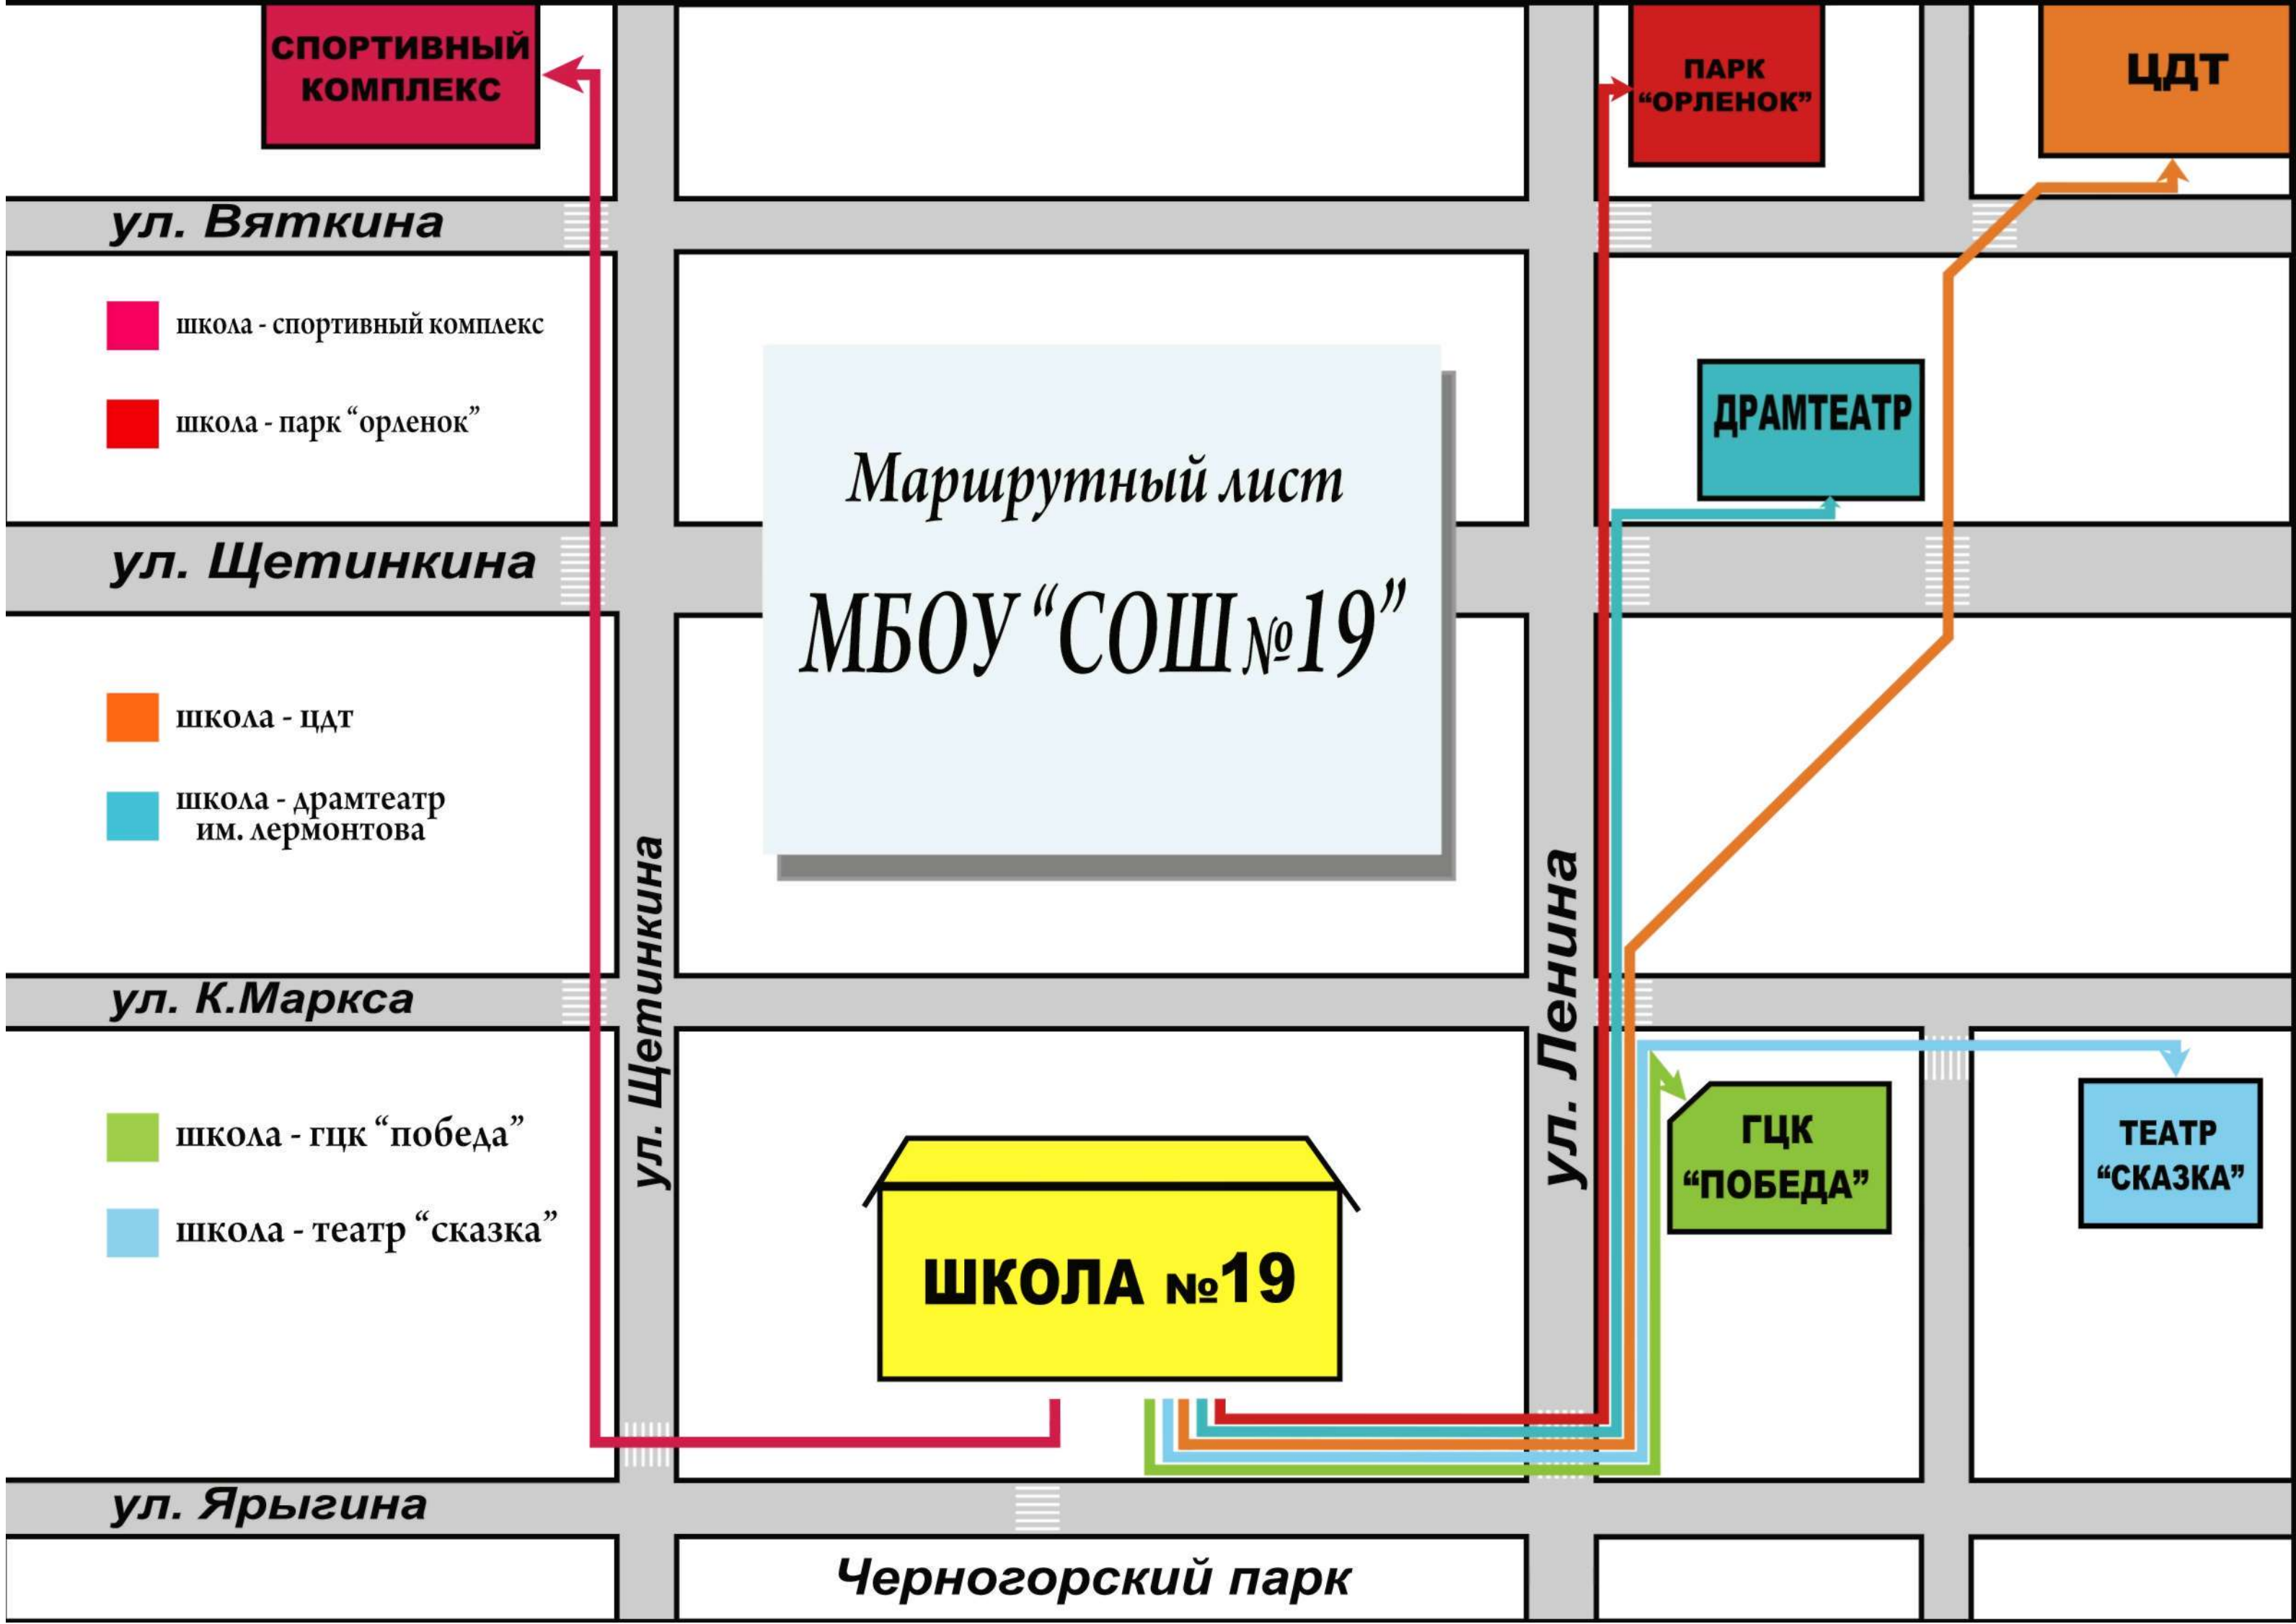 СПОРТИВНЫЙ
КОМПЛЕКС
ПАРК
“ОРЛЕНОК”
ЦДТ
ул. Вяткина
школа - спортивный комплекс
школа - парк “орленок”
Маршрутный лист
МБОУ “СОШ №19”
ДРАМТЕАТР
ул. Щетинкина
школа - цдт
школа - драмтеатр
им. лермонтова
ул. Щетинкина
ул. Ленина
ул. К.Маркса
школа - гцк “победа”
школа - театр “сказка”
ШКОЛА №19
ГЦК
“ПОБЕДА”
ТЕАТР
“СКАЗКА”
ул. Ярыгина
Черногорский парк